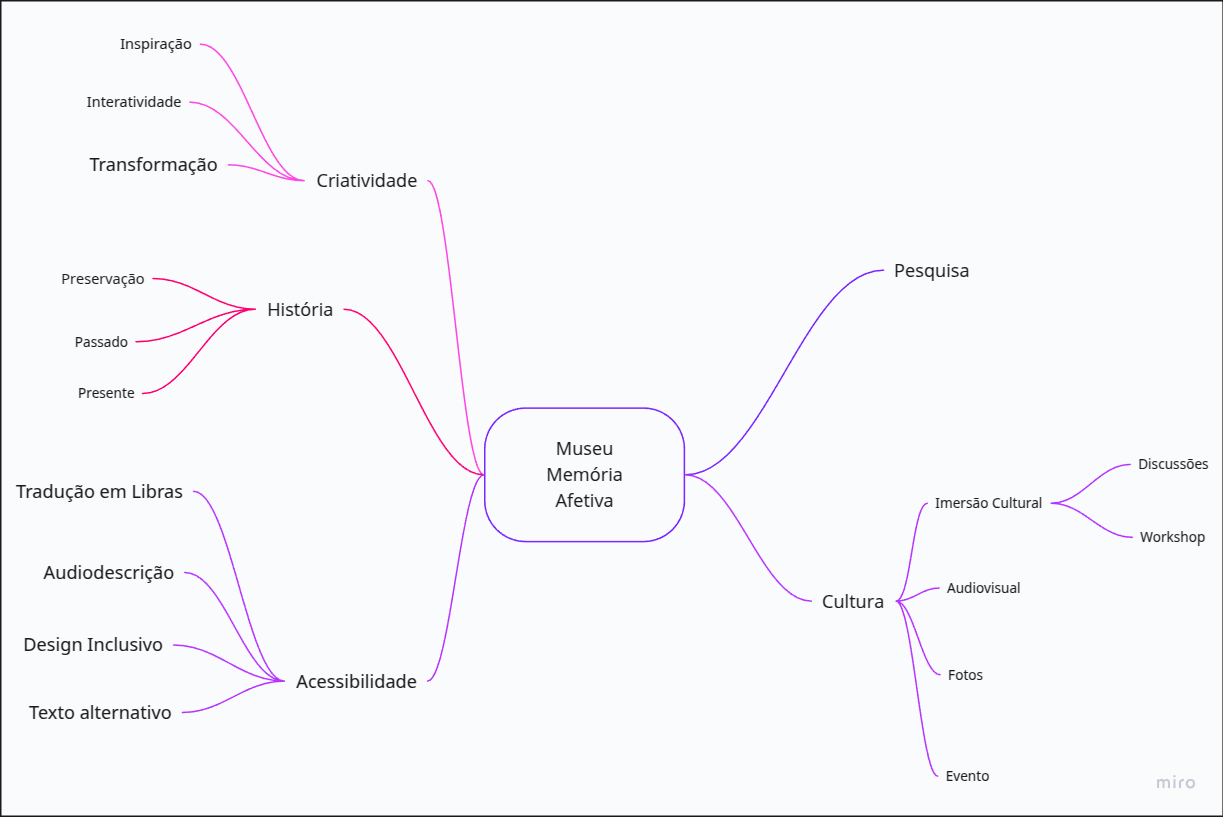 Inspiração
Interatividade
Transformação
Criatividade
Preservação
História
Passado
Presente
Tradução em Libras
Audiodescrição
Design Inclusivo
Acessibilidade
Texto alternativo
Museu
Memória
Afetiva
Pesquisa
Cultura
Imersão Cultural
Discussões
Workshop
Audiovisual
Fotos
Evento
miro